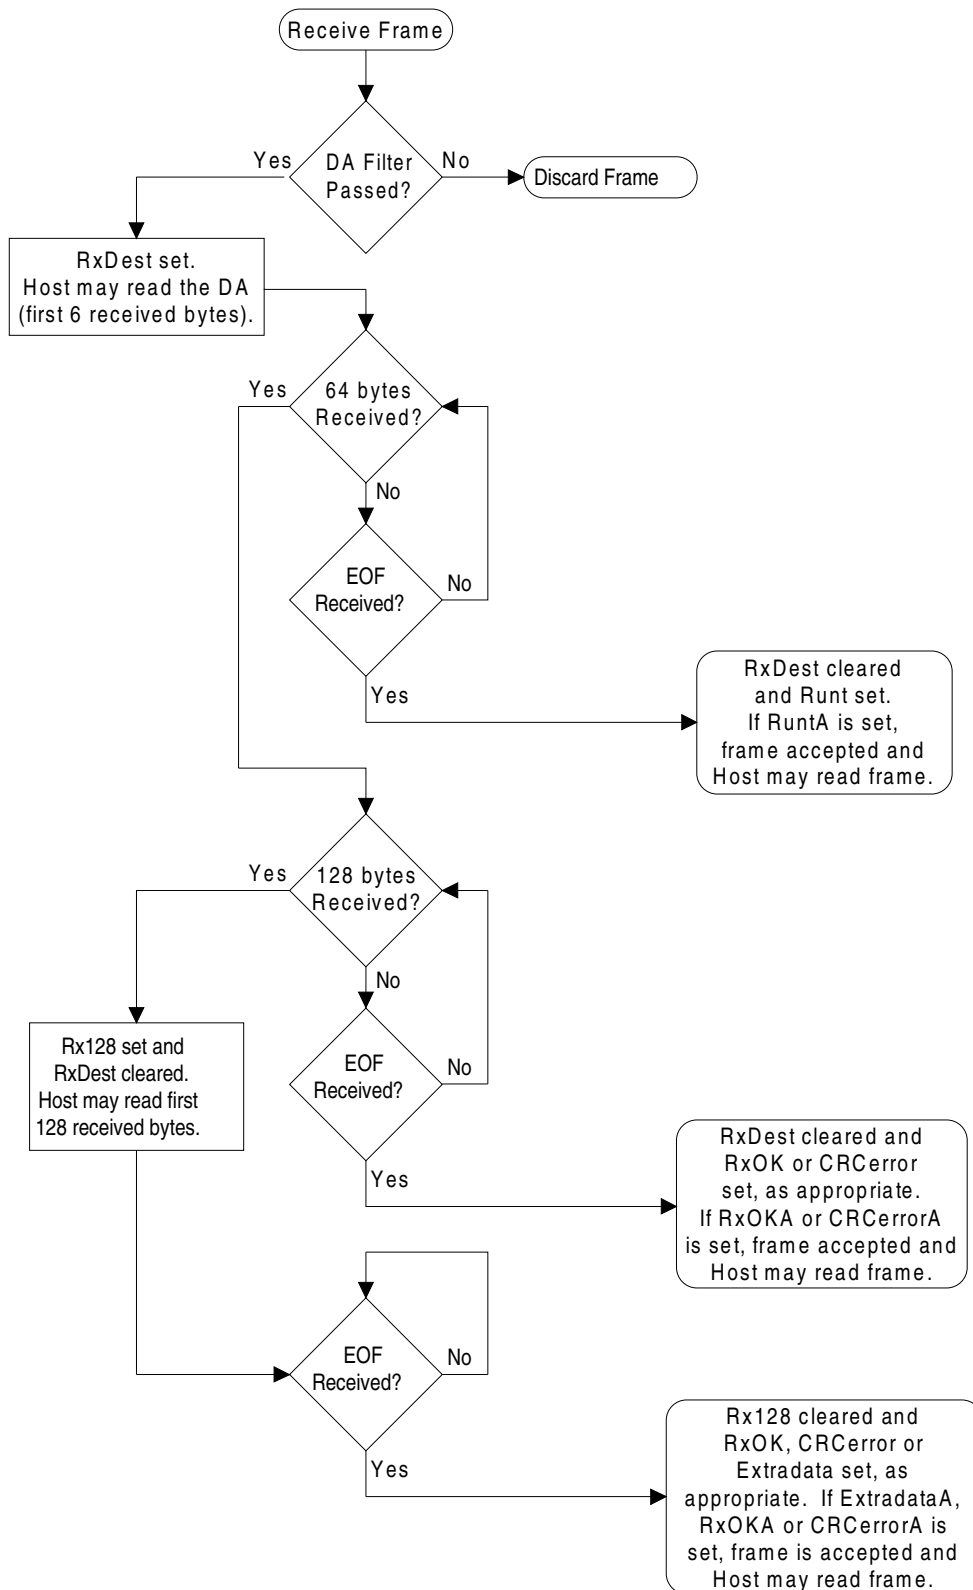 Receive Frame
Yes
DA Filter
Passed?
No
Discard Frame
RxDest set.
Host may read the DA
(first 6 received bytes).
Yes
64 bytes
Received?
No
EOF
Received?
No
Yes
RxDest cleared
and Runt set.
If RuntA is set,
frame accepted and
Host may read frame.
Yes
128 bytes
Received?
No
Rx128 set and
RxDest cleared.
Host may read first
128 received bytes.
EOF
Received?
No
Yes
RxDest cleared and
RxOK or CRCerror
set, as appropriate.
If RxOKA or CRCerrorA
is set, frame accepted and
Host may read frame.
EOF
Received?
No
Yes
Rx128 cleared and
RxOK, CRCerror or
Extradata set, as
appropriate. If ExtradataA,
RxOKA or CRCerrorA is
set, frame is accepted and
Host may read frame.